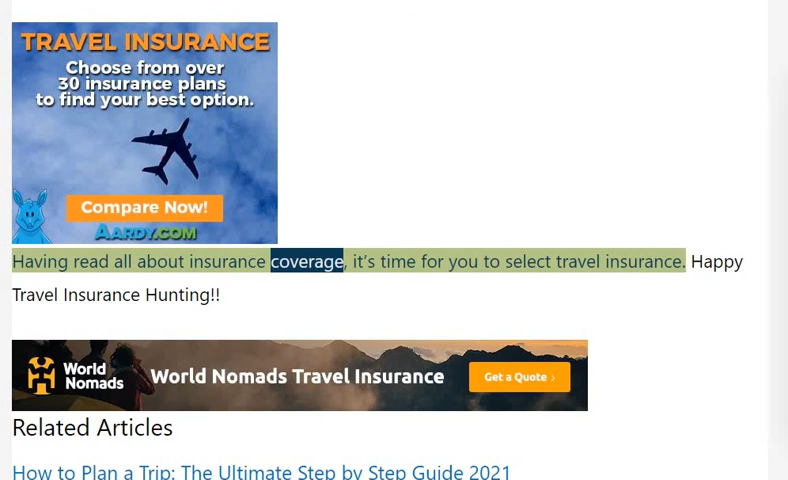 TRAVEL INSURANCE
Choose from over
30 insurance plans
to find your best option.
Compare Now!
AARDY.COM
Having read all about insurance coverage, it's time for you to select travel insurance. Happy
Travel Insurance Hunting!!
World
Nomads
World Nomads Travel Insurance
Get a Quote ›
Related Articles
How to Plan a Trip: The Ultimate Step by Step Guide 2021